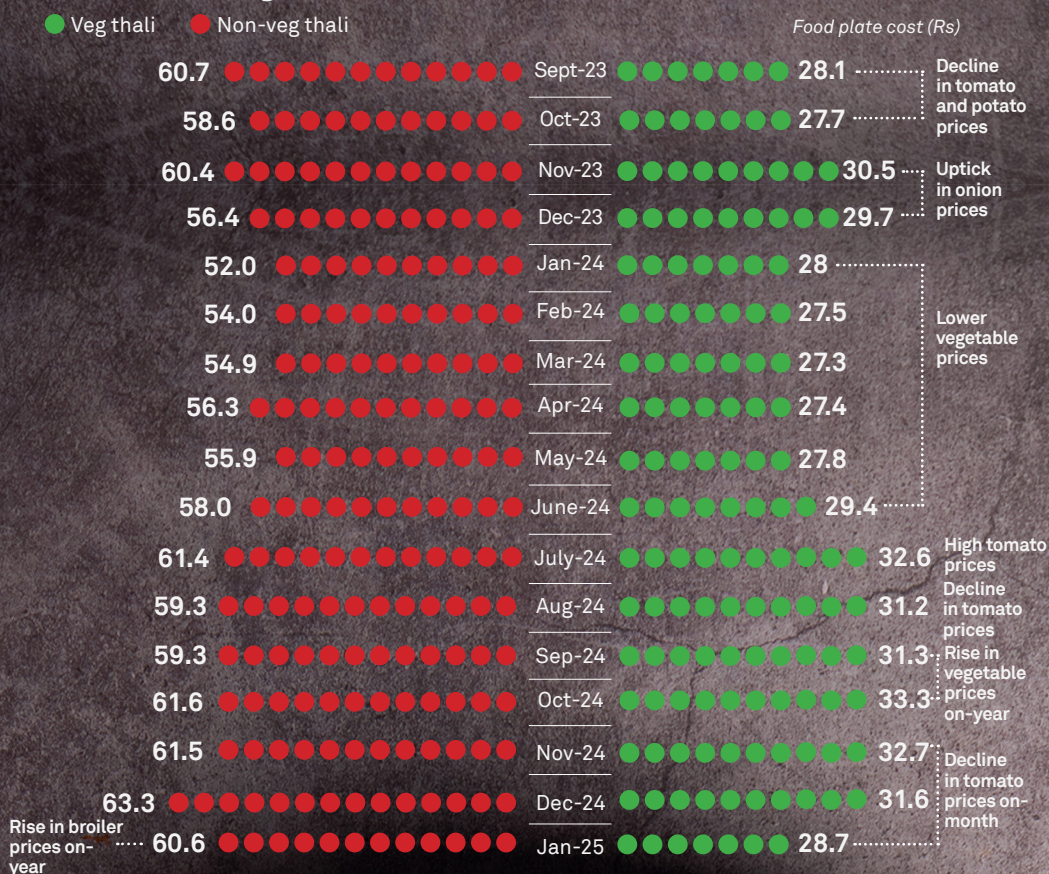 Veg thali Non-veg thali Food plate cost (Rs)
60.7 Sept-23 28.1
Decline
in tomato
and potato
prices
58.6 Oct-23 27.7
60.4 Nov-23 30.5
Uptick
in onion
prices
56.4 Dec-23 29.7
52.0 Jan-24 28
54.0 Feb-24 27.5
Lower
vegetable
prices
54.9 Mar-24 27.3
56.3 Apr-24 27.4
55.9 May-24 27.8
58.0 June-24 29.4
61.4 July-24 32.6
High tomato
prices
59.3 Aug-24 31.2
Decline
in tomato
prices
59.3 Sep-24 31.3
Rise in
vegetable
prices
on-year
61.6 Oct-24 33.3
61.5 Nov-24 32.7
Decline
in tomato
prices on-
month
63.3 Dec-24 31.6
Rise in broiler
prices on-
year
60.6 Jan-25 28.7